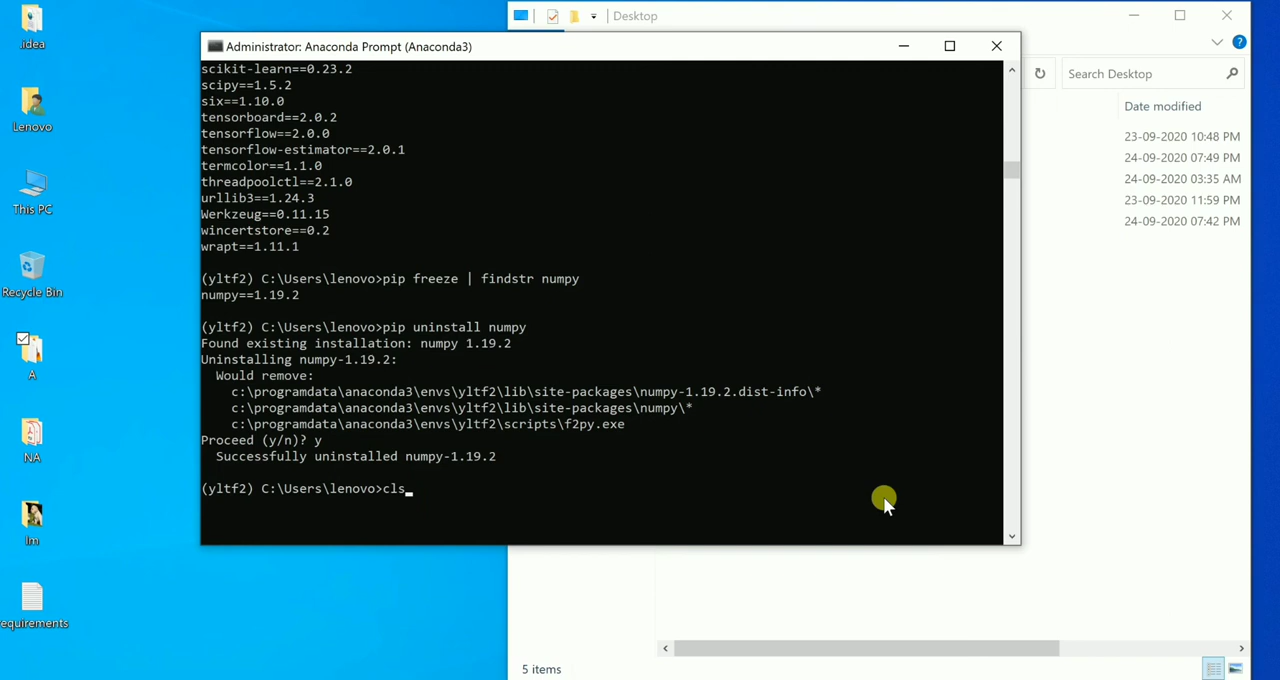 .idea
Lenovo
This PC
Recycle Bin
A
NA
Im
equirements
Desktop
Search Desktop
Date modified
23-09-2020 10:48 PM
24-09-2020 07:49 PM
24-09-2020 03:35 AM
23-09-2020 11:59 PM
24-09-2020 07:42 PM
5 items
Administrator: Anaconda Prompt (Anaconda3)
scikit-learn==0.23.2
scipy==1.5.2
six==1.10.0
tensorboard==2.0.2
tensorflow==2.0.0
tensorflow-estimator==2.0.1
termcolor==1.1.0
threadpoolctl==2.1.0
urllib3==1.24.3
Werkzeug==0.11.15
wincertstore==0.2
wrapt==1.11.1
(yltf2) C:\Users\lenovo>pip freeze | findstr numpy
numpy==1.19.2
(yltf2) C:\Users\lenovo>pip uninstall numpy
Found existing installation: numpy 1.19.2
Uninstalling numpy-1.19.2:
Would remove:
c:\programdata\anaconda3\envs\yltf2\lib\site-packages\numpy-1.19.2.dist-info\*
c:\programdata\anaconda3\envs\yltf2\lib\site-packages\numpy\*
c:\programdata\anaconda3\envs\yltf2\scripts\f2py.exe
Proceed (y/n)? y
Successfully uninstalled numpy-1.19.2
(yltf2) C:\Users\lenovo>cls